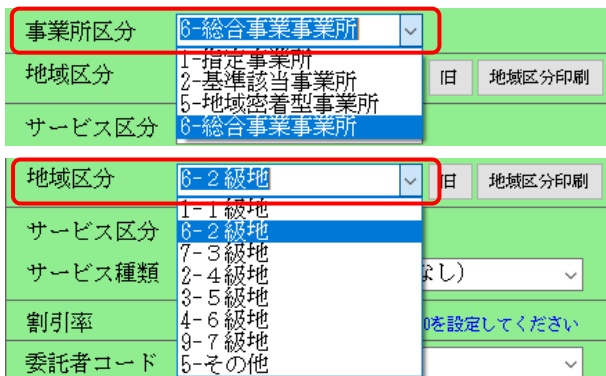 事業所区分 6-総合事業事業所
1-指定事業所
地域区分 2-基準該当事業所 旧 地域区分印刷
5-地域密着型事業所
サービス区分 6-総合事業事業所
地域区分 6-2級地 旧 地域区分印刷
1-1級地
サービス区分 6-2級地
7-3級地
サービス種類 2-4級地 なし)
3-5級地
割引率 4-6級地 0を設定してください
9-7級地
委託者コード 5-その他